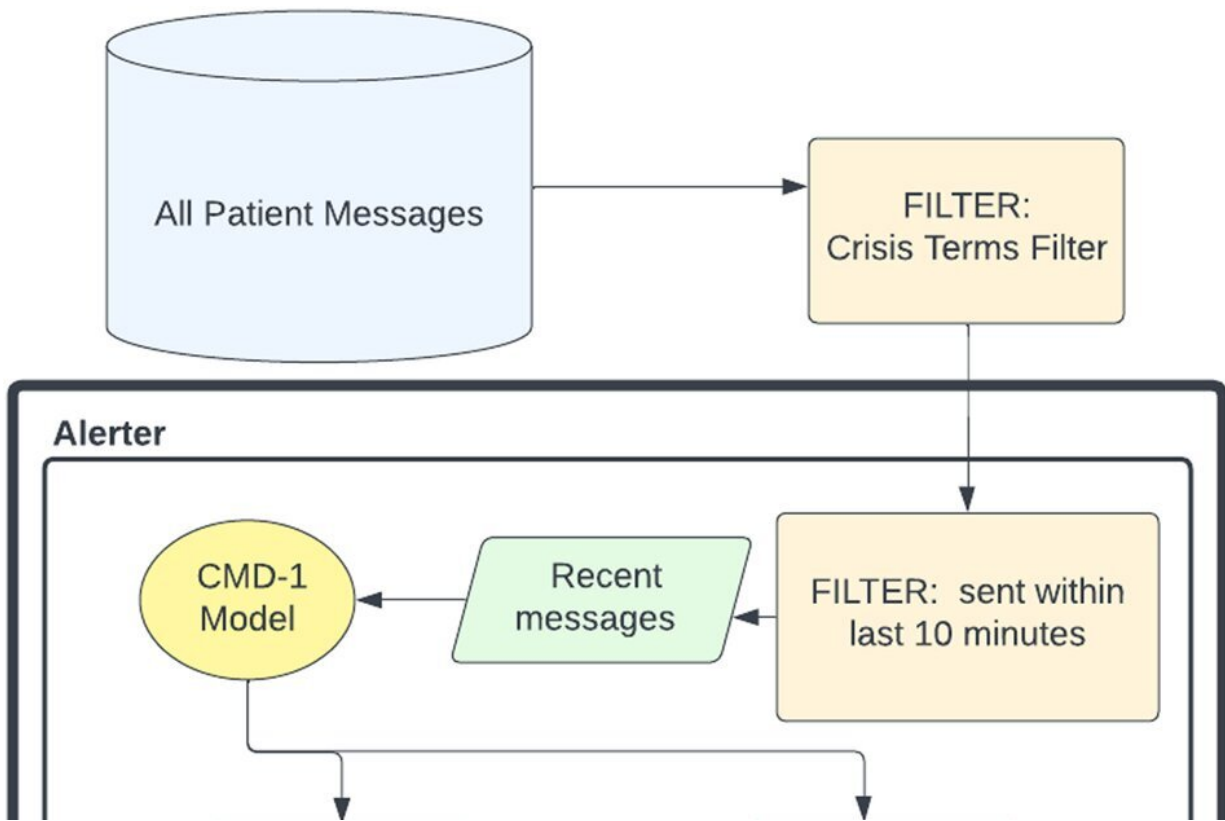 All Patient Messages
FILTER:
Crisis Terms Filter
Alerter
CMD-1
Model
Recent
messages
FILTER:  sent within
last 10 minutes